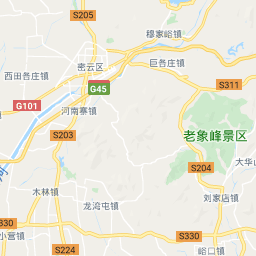 S205
穆家峪镇
密云区
巨各庄镇
西田各庄镇
G45
S311
G101
河南寨镇
S203
老象峰景区
大华山
S204
木林镇
龙湾屯镇
刘家店镇
S330
小营镇
S330
S224
峪口镇
河